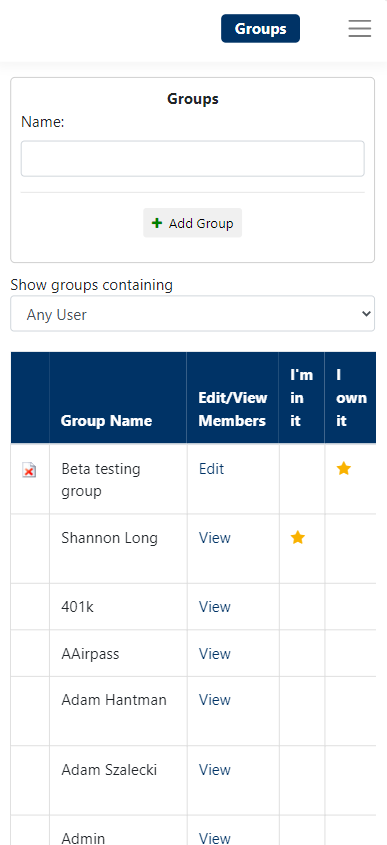 Groups
Groups
Name:
Add Group
Show groups containing
Any User
Group Name
Edit/View
Members
I'm
in
it
I
own
it
Beta testing
group
Edit
Shannon Long
View
401k
View
AAirpass
View
Adam Hantman
View
Adam Szalecki
View
Admin
View